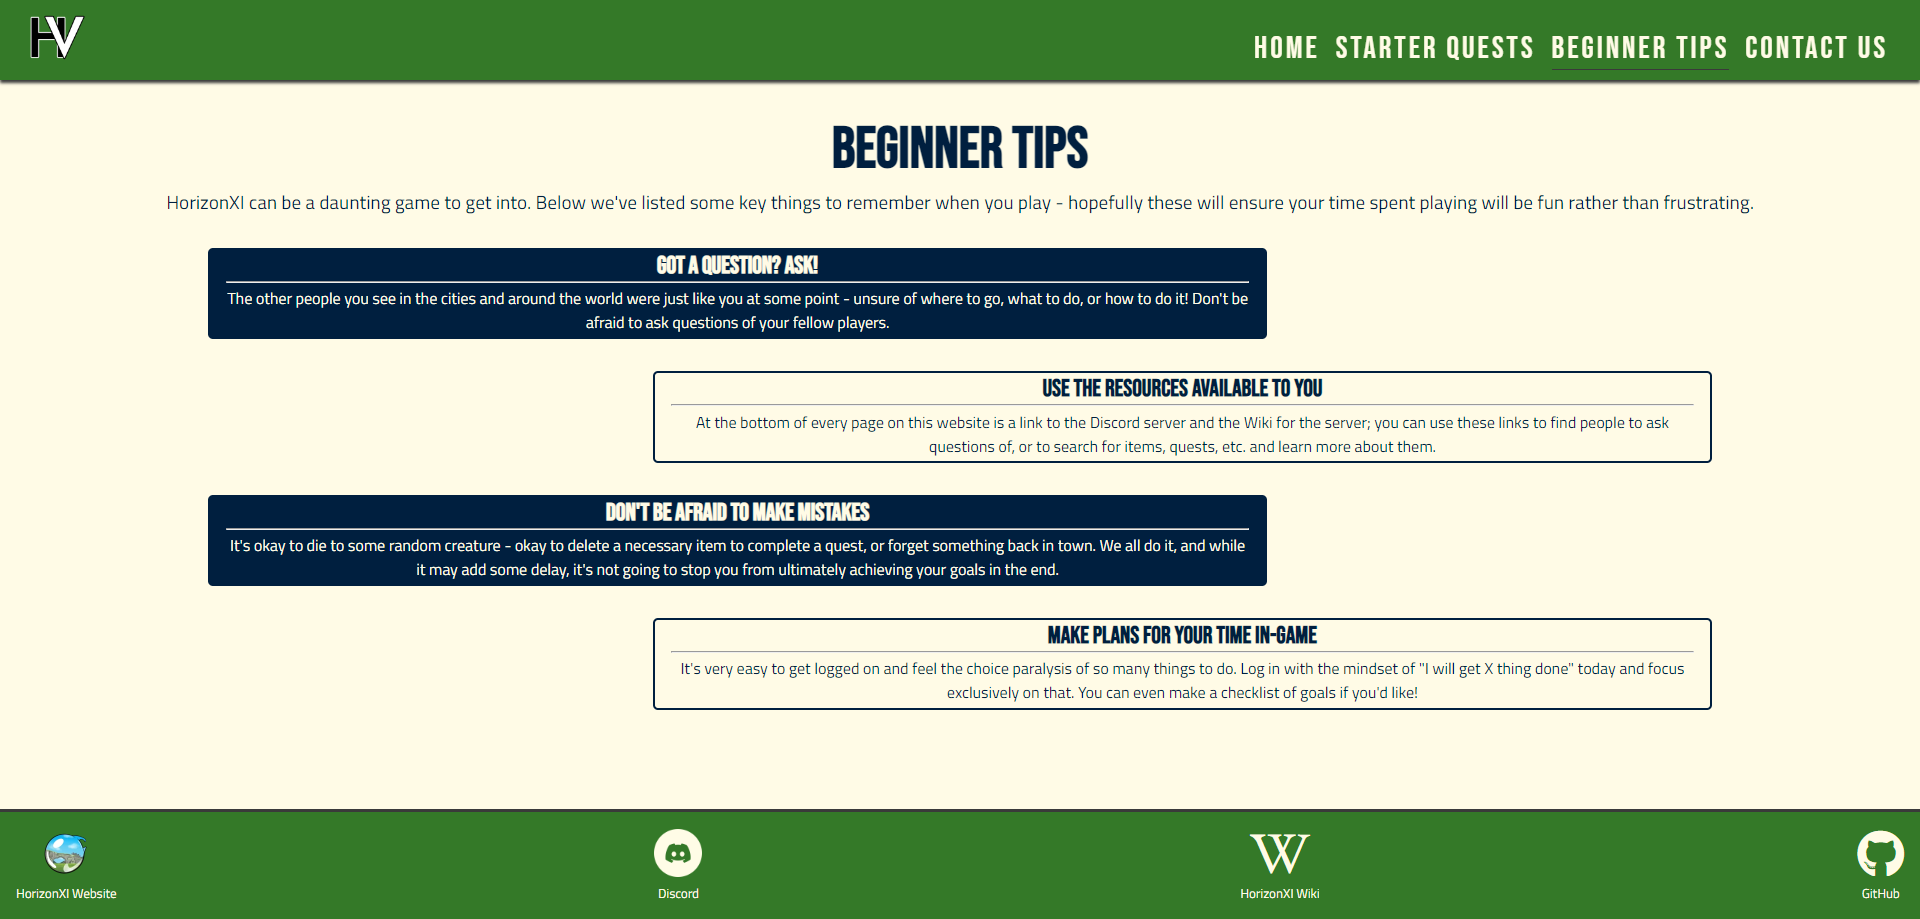 HV
HOME STARTER QUESTS BEGINNER TIPS CONTACT US
BEGINNER TIPS
HorizonXI can be a daunting game to get into. Below we've listed some key things to remember when you play - hopefully these will ensure your time spent playing will be fun rather than frustrating.
GOT A QUESTION? ASK!
The other people you see in the cities and around the world were just like you at some point - unsure of where to go, what to do, or how to do it! Don't be
afraid to ask questions of your fellow players.
USE THE RESOURCES AVAILABLE TO YOU
At the bottom of every page on this website is a link to the Discord server and the Wiki for the server; you can use these links to find people to ask
questions of, or to search for items, quests, etc. and learn more about them.
DON'T BE AFRAID TO MAKE MISTAKES
It's okay to die to some random creature - okay to delete a necessary item to complete a quest, or forget something back in town. We all do it, and while
it may add some delay, it's not going to stop you from ultimately achieving your goals in the end.
MAKE PLANS FOR YOUR TIME IN-GAME
It's very easy to get logged on and feel the choice paralysis of so many things to do. Log in with the mindset of "I will get X thing done" today and focus
exclusively on that. You can even make a checklist of goals if you'd like!
W
HorizonXI Website
Discord
HorizonXI Wiki
GitHub